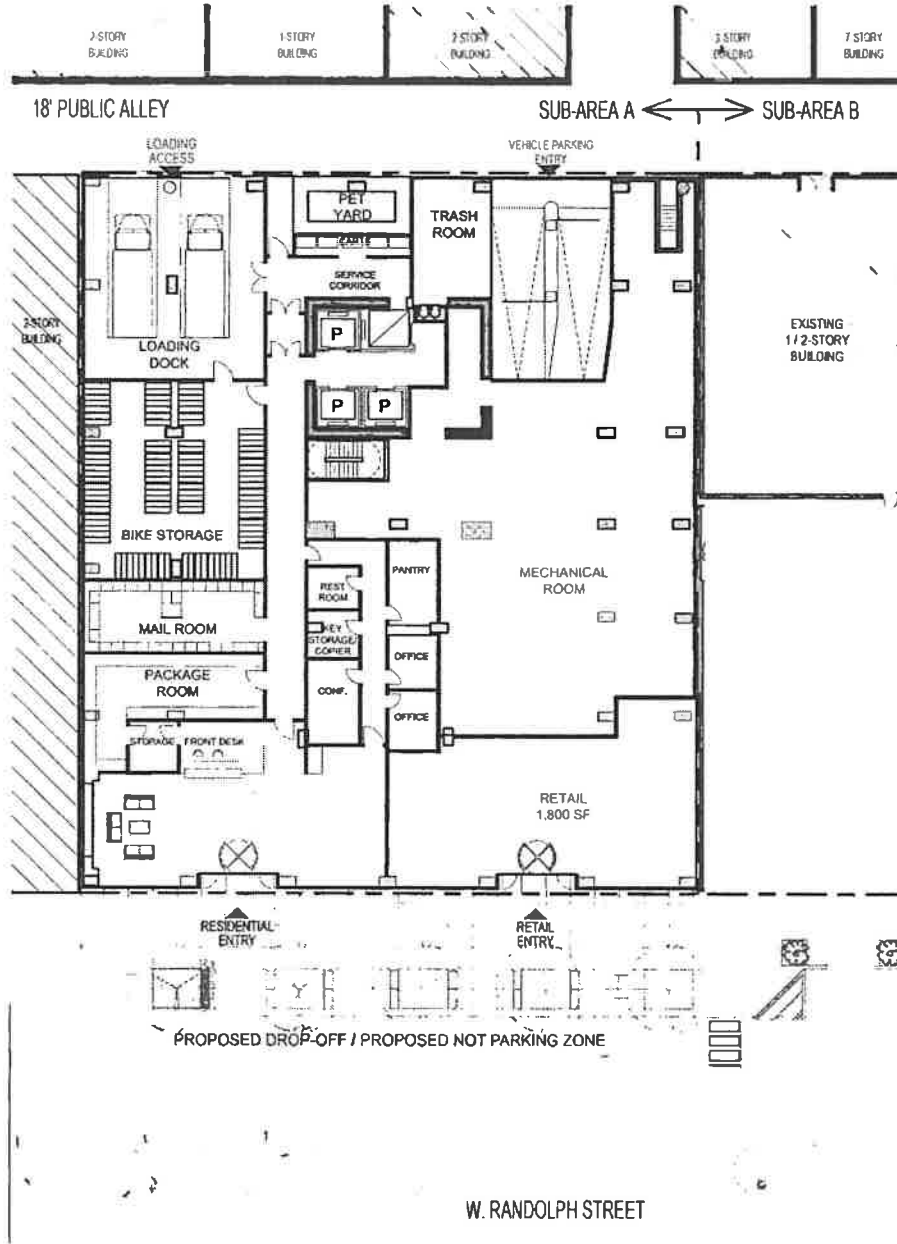 2-STORY
BUILDING
1-STORY
BUILDING
2-STORY
BUILDING
3 STORY
BUILDING
7 STORY
BUILDING
18' PUBLIC ALLEY
SUB-AREA A
SUB-AREA B
LOADING
ACCESS
VEHICLE PARKING
ENTRY
PET
YARD
TRASH
ROOM
CARTS
SERVICE
CORRIDOR
2-STORY
BUILDING
LOADING
DOCK
P
P
P
EXISTING
1 / 2-STORY
BUILDING
BIKE STORAGE
MECHANICAL
ROOM
REST
ROOM
PANTRY
MAIL ROOM
KEY
STORAGE/
COPIER
OFFICE
PACKAGE
ROOM
CONF.
OFFICE
STORAGE
FRONT DESK
RETAIL
1,800 SF
RESIDENTIAL
ENTRY
RETAIL
ENTRY
PROPOSED DROP-OFF / PROPOSED NOT PARKING ZONE
W. RANDOLPH STREET